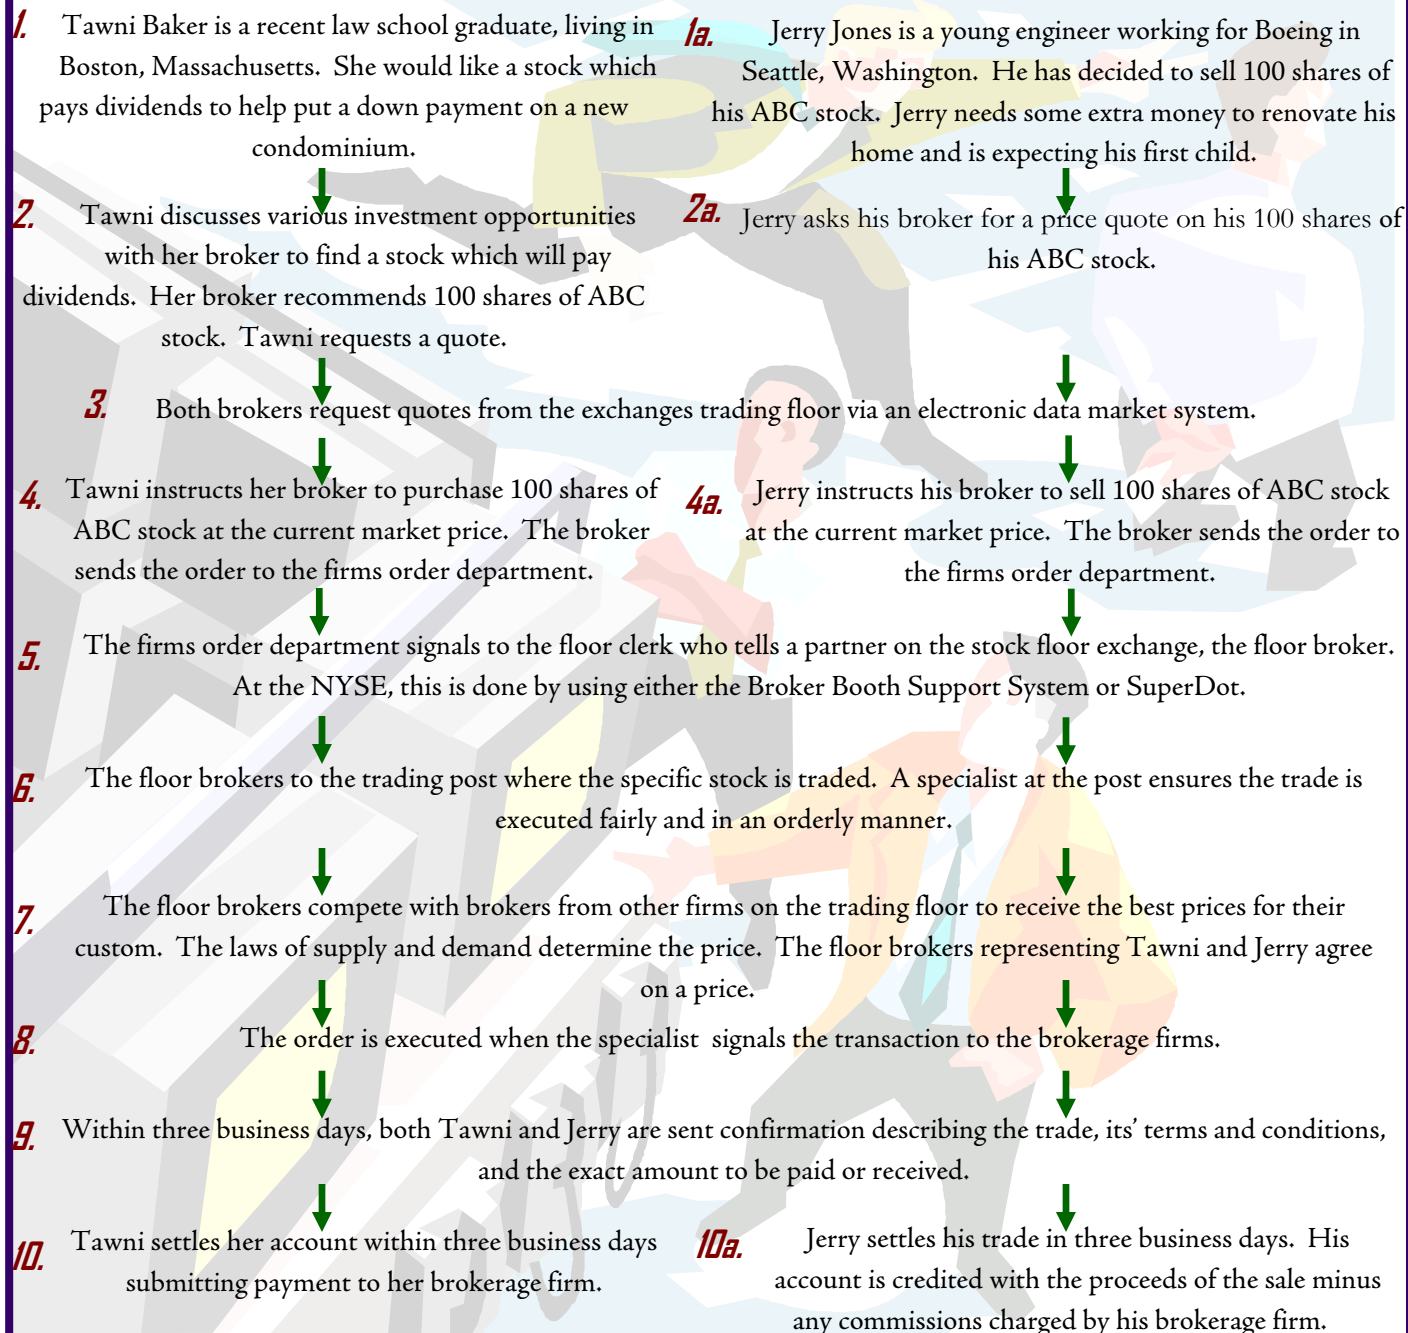 1. Tawni Baker is a recent law school graduate, living in
Boston, Massachusetts. She would like a stock which
pays dividends to help put a down payment on a new
condominium.
1a. Jerry Jones is a young engineer working for Boeing in
Seattle, Washington. He has decided to sell 100 shares of
his ABC stock. Jerry needs some extra money to renovate his
home and is expecting his first child.
2. Tawni discusses various investment opportunities
with her broker to find a stock which will pay
dividends. Her broker recommends 100 shares of ABC
stock. Tawni requests a quote.
2a. Jerry asks his broker for a price quote on his 100 shares of
his ABC stock.
3. Both brokers request quotes from the exchanges trading floor via an electronic data market system.
4. Tawni instructs her broker to purchase 100 shares of
ABC stock at the current market price. The broker
sends the order to the firms order department.
4a. Jerry instructs his broker to sell 100 shares of ABC stock
at the current market price. The broker sends the order to
the firms order department.
5. The firms order department signals to the floor clerk who tells a partner on the stock floor exchange, the floor broker.
At the NYSE, this is done by using either the Broker Booth Support System or SuperDot.
6. The floor brokers to the trading post where the specific stock is traded. A specialist at the post ensures the trade is
executed fairly and in an orderly manner.
7. The floor brokers compete with brokers from other firms on the trading floor to receive the best prices for their
custom. The laws of supply and demand determine the price. The floor brokers representing Tawni and Jerry agree
on a price.
8. The order is executed when the specialist signals the transaction to the brokerage firms.
9. Within three business days, both Tawni and Jerry are sent confirmation describing the trade, its' terms and conditions,
and the exact amount to be paid or received.
10. Tawni settles her account within three business days
submitting payment to her brokerage firm.
10a. Jerry settles his trade in three business days. His
account is credited with the proceeds of the sale minus
any commissions charged by his brokerage firm.